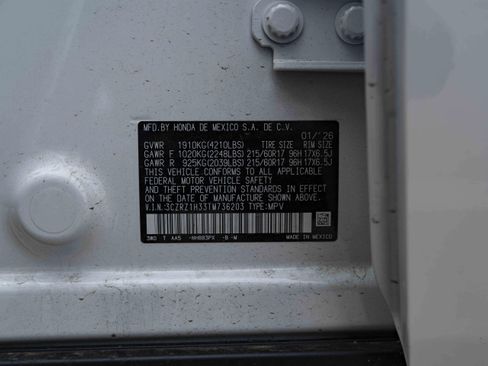 MFD.BY HONDA DE MEXICO S.A. DE C.V. 01/'26
GVWR 1910KG(4210LBS) TIRE SIZE RIM SIZE
GAWR F 1020KG(2248LBS) 215/60R17 96H 17X6.5J
GAWR R 925KG(2039LBS) 215/60R17 96H 17X6.5J
THIS VEHICLE CONFORMS TO ALL APPLICABLE
FEDERAL MOTOR VEHICLE SAFETY
AND THEFT PREVENTION STANDARDS IN EFFECT
ON THE DATE OF MANUFACTURE SHOWN ABOVE.
V.I.N.:3CZRZ1H33TM736203 TYPE:MPV
3W0 T AA5 -NH883PX -B -M MADE IN MEXICO